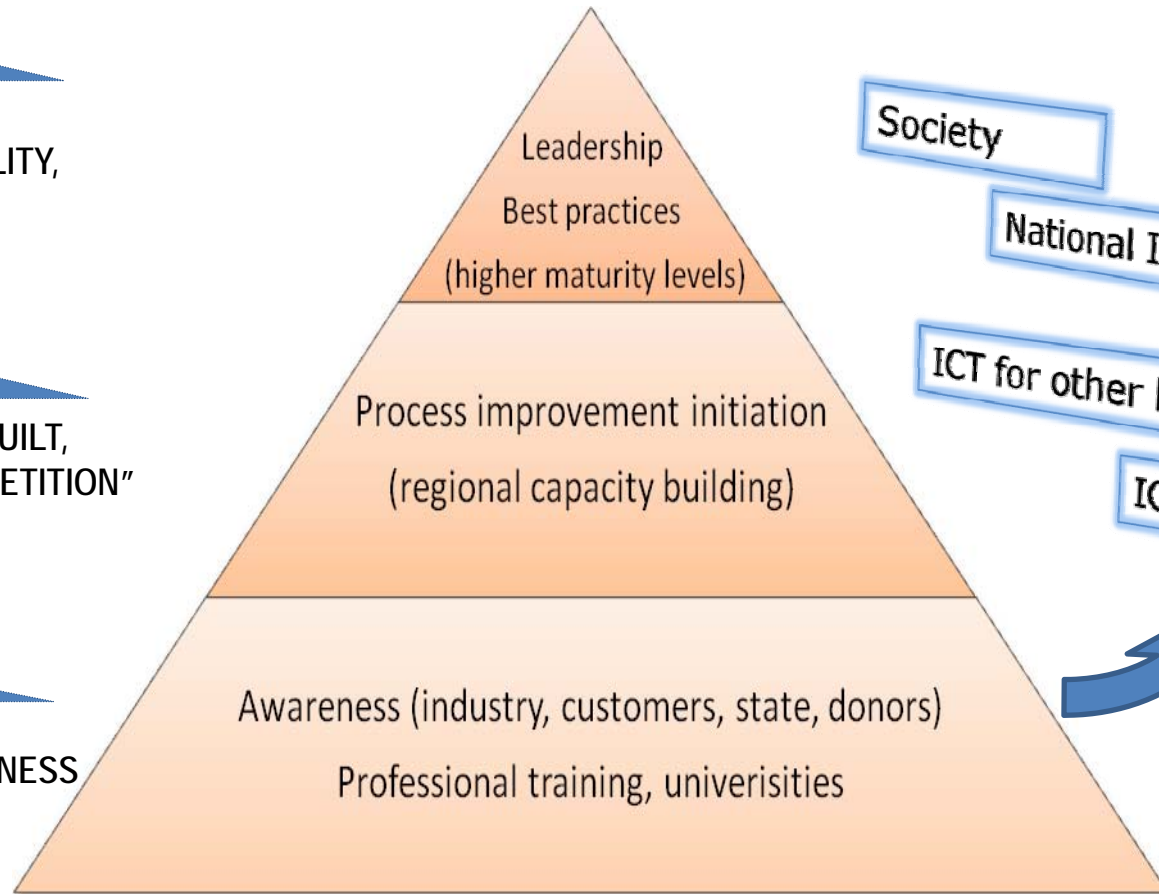 LITY,
UILT,
ETITION”
NESS
Leadership
Best practices
(higher maturity levels)
Process improvement initiation
(regional capacity building)
Awareness (industry, customers, state, donors)
Professional training, univerisities
Society
National I
ICT for other
IC